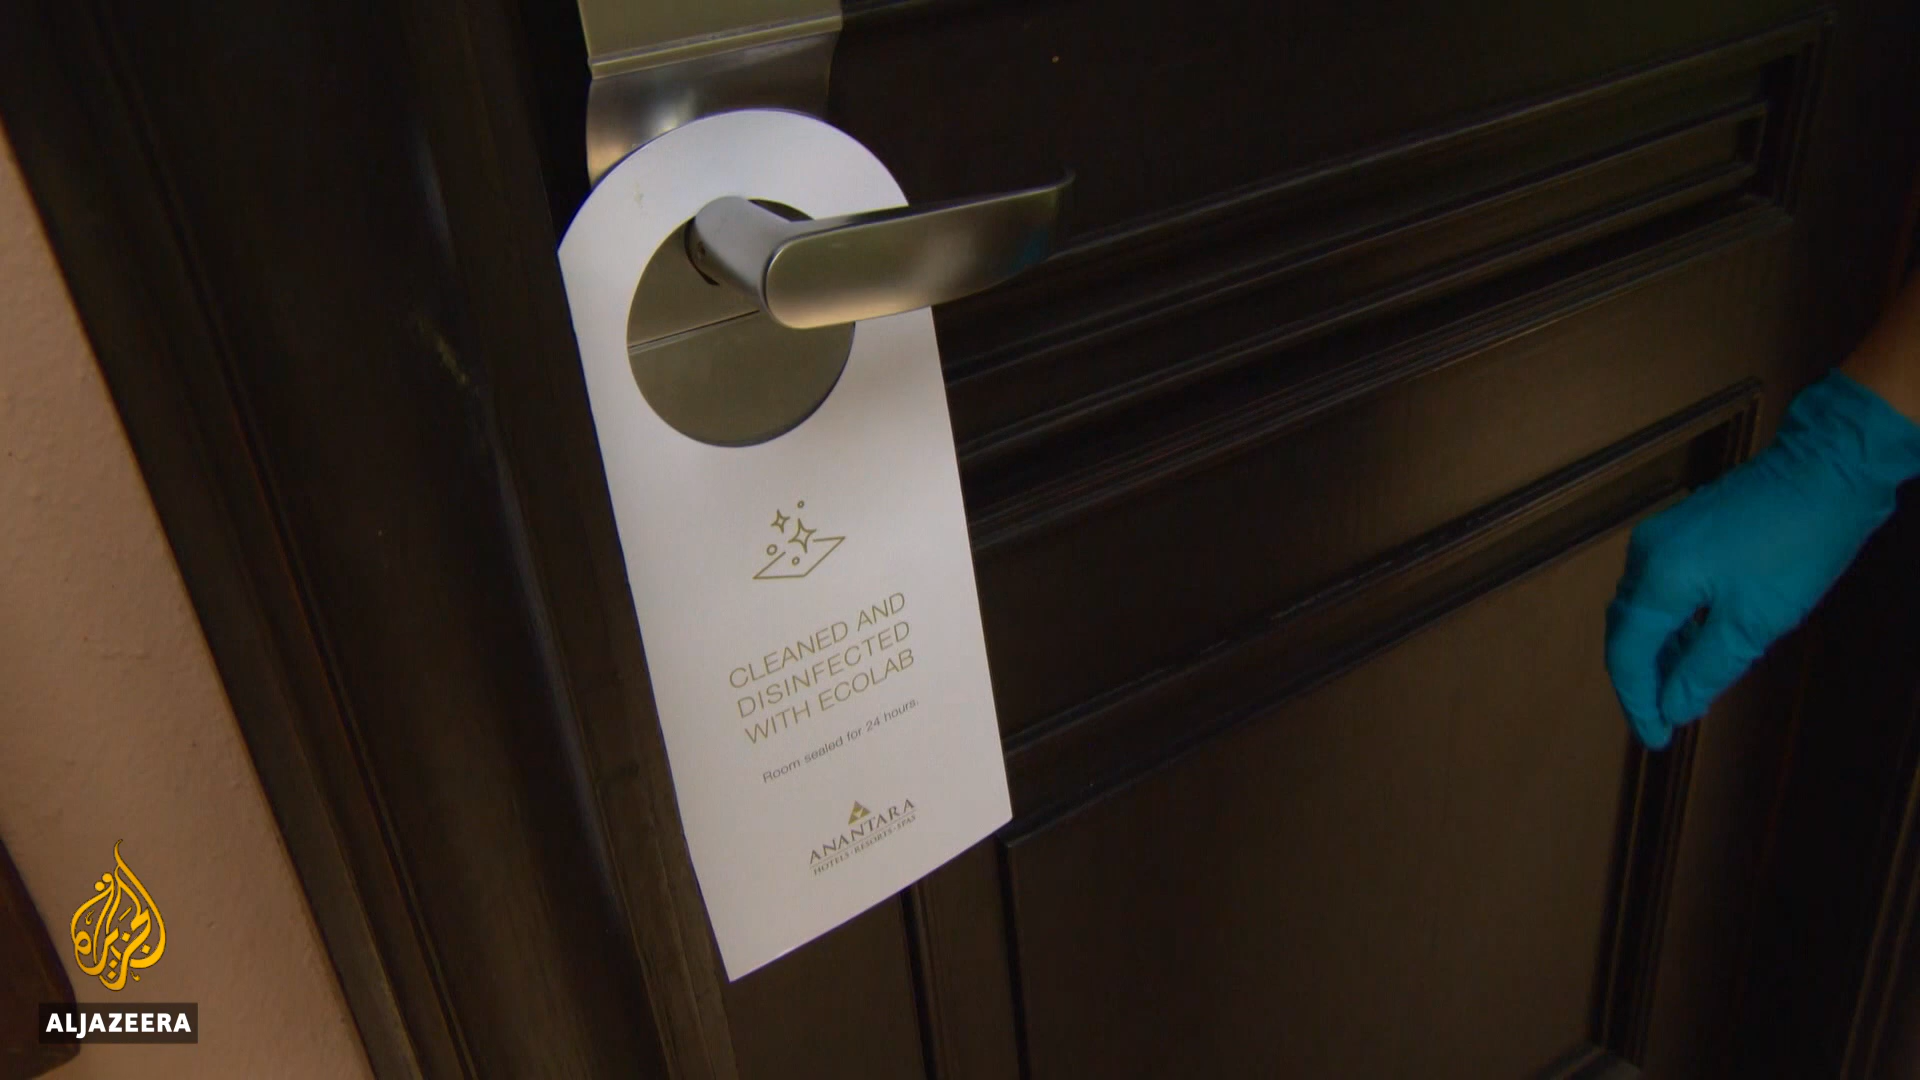 CLEANED AND
DISINFECTED
WITH ECOLAB
Room sealed for 24 hours.
ANANTARA
HOTELS · RESORTS · SPAS
الجزيرة
ALJAZEERA